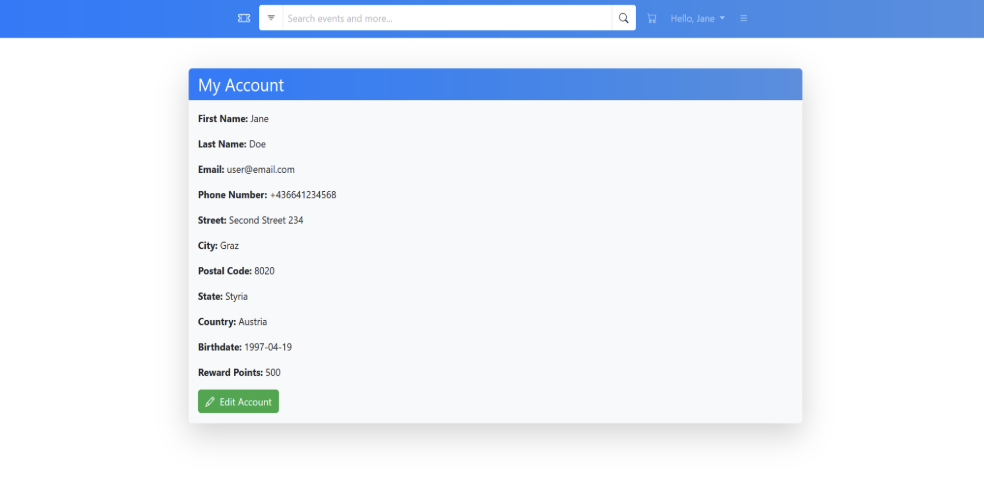 Search events and more...
Hello, Jane
My Account
First Name: Jane
Last Name: Doe
Email: user@email.com
Phone Number: +436641234568
Street: Second Street 234
City: Graz
Postal Code: 8020
State: Styria
Country: Austria
Birthdate: 1997-04-19
Reward Points: 500
Edit Account